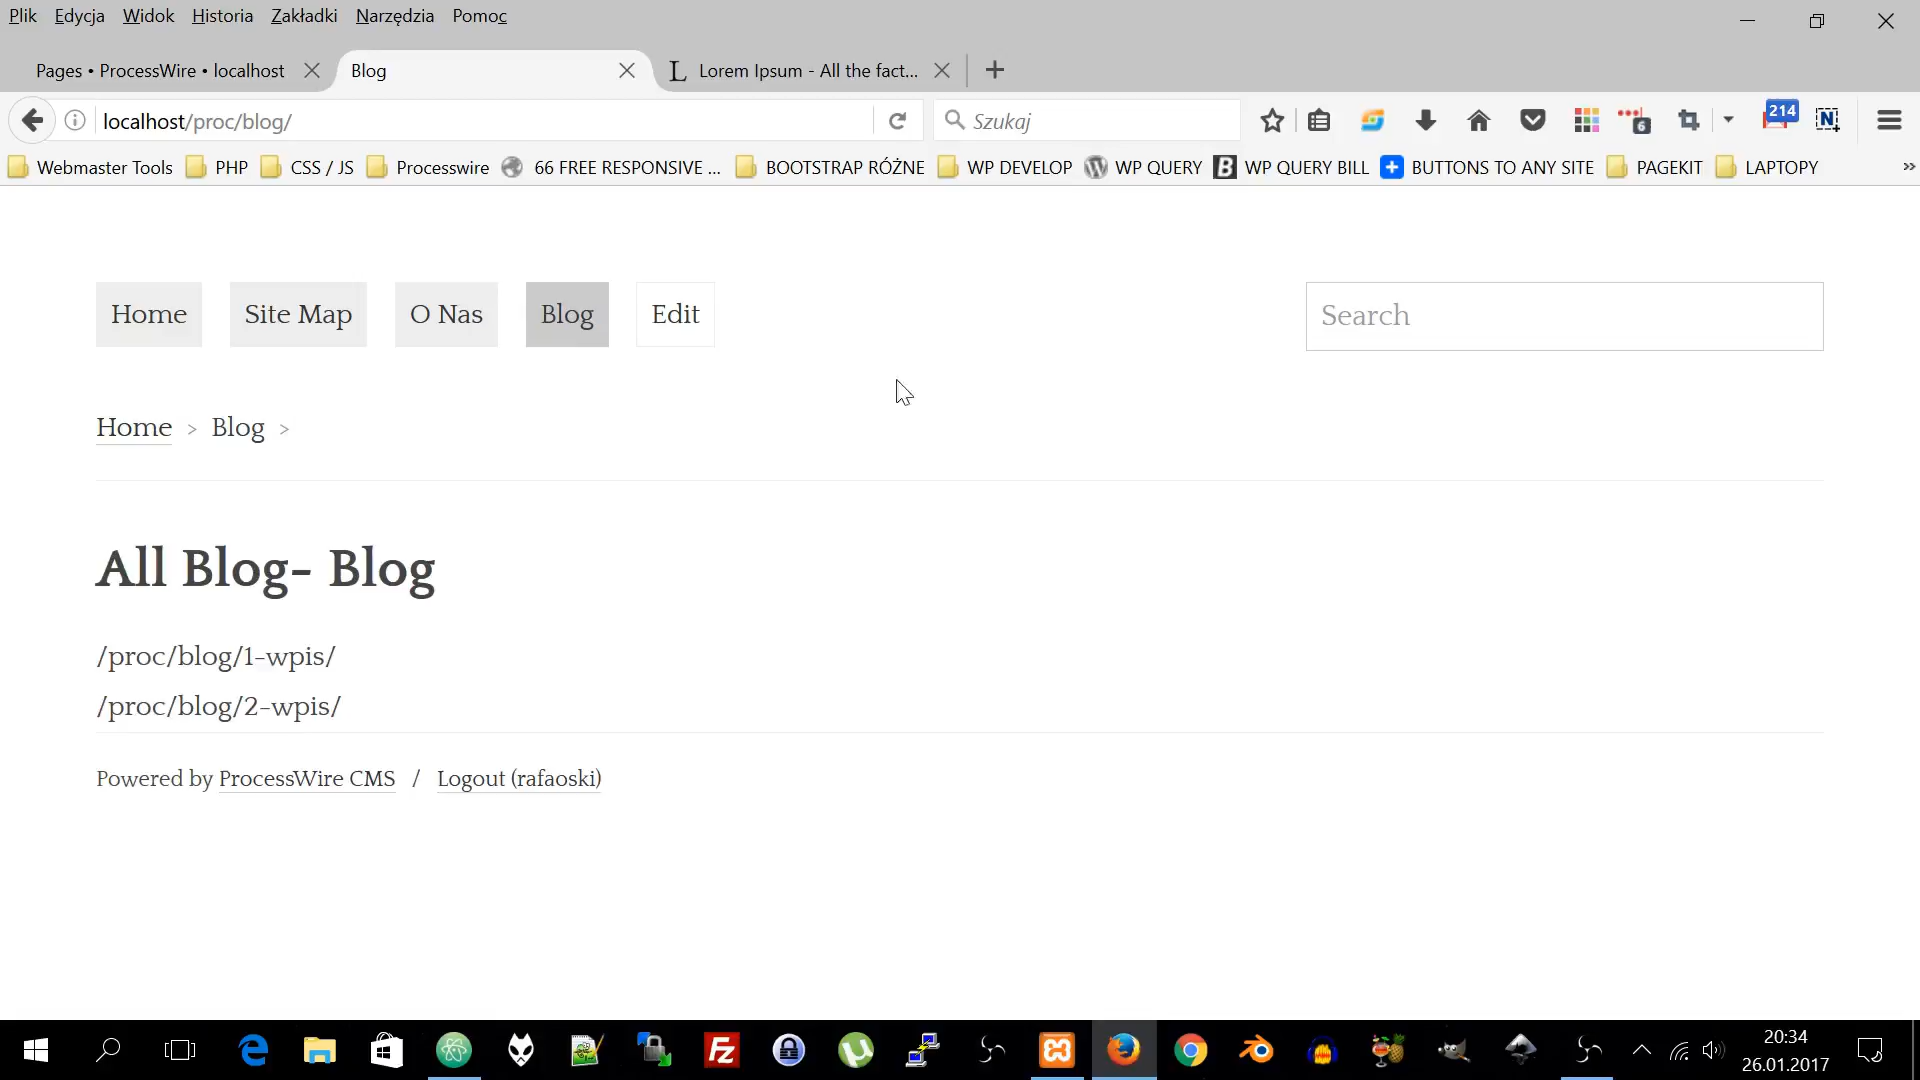 Plik Edycja Widok Historia Zakładki Narzędzia Pomoc
Pages • ProcessWire • localhost Blog L Lorem Ipsum - All the fact...
localhost/proc/blog/ Szukaj 6 214 N
Webmaster Tools PHP CSS / JS Processwire 66 FREE RESPONSIVE ... BOOTSTRAP RÓŻNE WP DEVELOP WP QUERY B WP QUERY BILL BUTTONS TO ANY SITE PAGEKIT LAPTOPY »
Home Site Map O Nas Blog Edit Search
Home > Blog >
All Blog- Blog
/proc/blog/1-wpis/
/proc/blog/2-wpis/
Powered by ProcessWire CMS / Logout (rafaoski)
Fz
20:34
26.01.2017